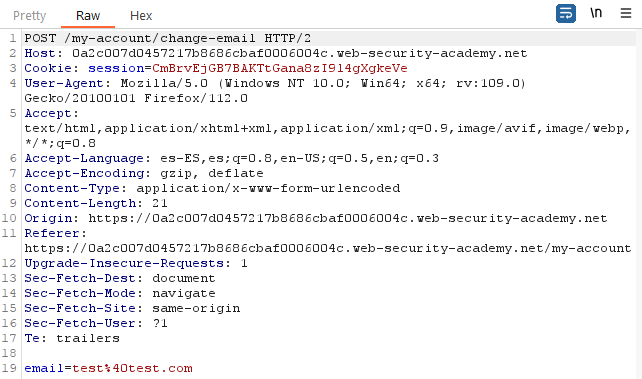 Pretty Raw Hex \n
1 POST /my-account/change-email HTTP/2
2 Host: 0a2c007d0457217b8686cbaf0006004c.web-security-academy.net
3 Cookie: session=CmBrvEjGB7BAKTtGana8zI9l4gXgkeVe
4 User-Agent: Mozilla/5.0 (Windows NT 10.0; Win64; x64; rv:109.0)
Gecko/20100101 Firefox/112.0
5 Accept:
text/html,application/xhtml+xml,application/xml;q=0.9,image/avif,image/webp,
*/*;q=0.8
6 Accept-Language: es-ES,es;q=0.8,en-US;q=0.5,en;q=0.3
7 Accept-Encoding: gzip, deflate
8 Content-Type: application/x-www-form-urlencoded
9 Content-Length: 21
10 Origin: https://0a2c007d0457217b8686cbaf0006004c.web-security-academy.net
11 Referer:
https://0a2c007d0457217b8686cbaf0006004c.web-security-academy.net/my-account
12 Upgrade-Insecure-Requests: 1
13 Sec-Fetch-Dest: document
14 Sec-Fetch-Mode: navigate
15 Sec-Fetch-Site: same-origin
16 Sec-Fetch-User: ?1
17 Te: trailers
18
19 email=test%40test.com